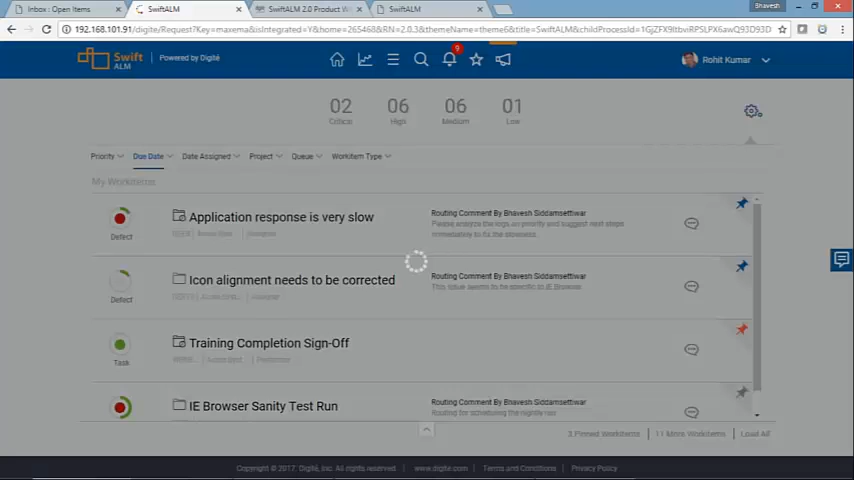 Inbox : Open Items
SwiftALM
SwiftALM 2.0 Product W
SwiftALM
Bhavesh
192.168.101.91/digite/Request?Key=maxema&isIntegrated=Y&home=265468&RN=2.0.3&themeName=theme6&title=SwiftALM&childProcessId=
Swift
ALM
Powered by Digité
9
Rohit Kumar
02 06 06 01
Critical High Medium Low
Priority Due Date Date Assigned Project Queue Workitem Type
My Workitems
Application response is very slow
Routing Comment By Bhavesh Siddamsettiwar
Please analyze the logs on priority and suggest next steps
immediately to fix the slowness.
Defect
Icon alignment needs to be corrected
Routing Comment By Bhavesh Siddamsettiwar
This issue seems to be specific to IE Browser
Defect
Training Completion Sign-Off
Task
IE Browser Sanity Test Run
Routing Comment By Bhavesh Siddamsettiwar
Routing for scheduling the nightly run
3 Pinned Workitems 11 More Workitems Load All
Copyright © 2017. Digité, Inc. All rights reserved. www.digite.com Terms and Conditions Privacy Policy